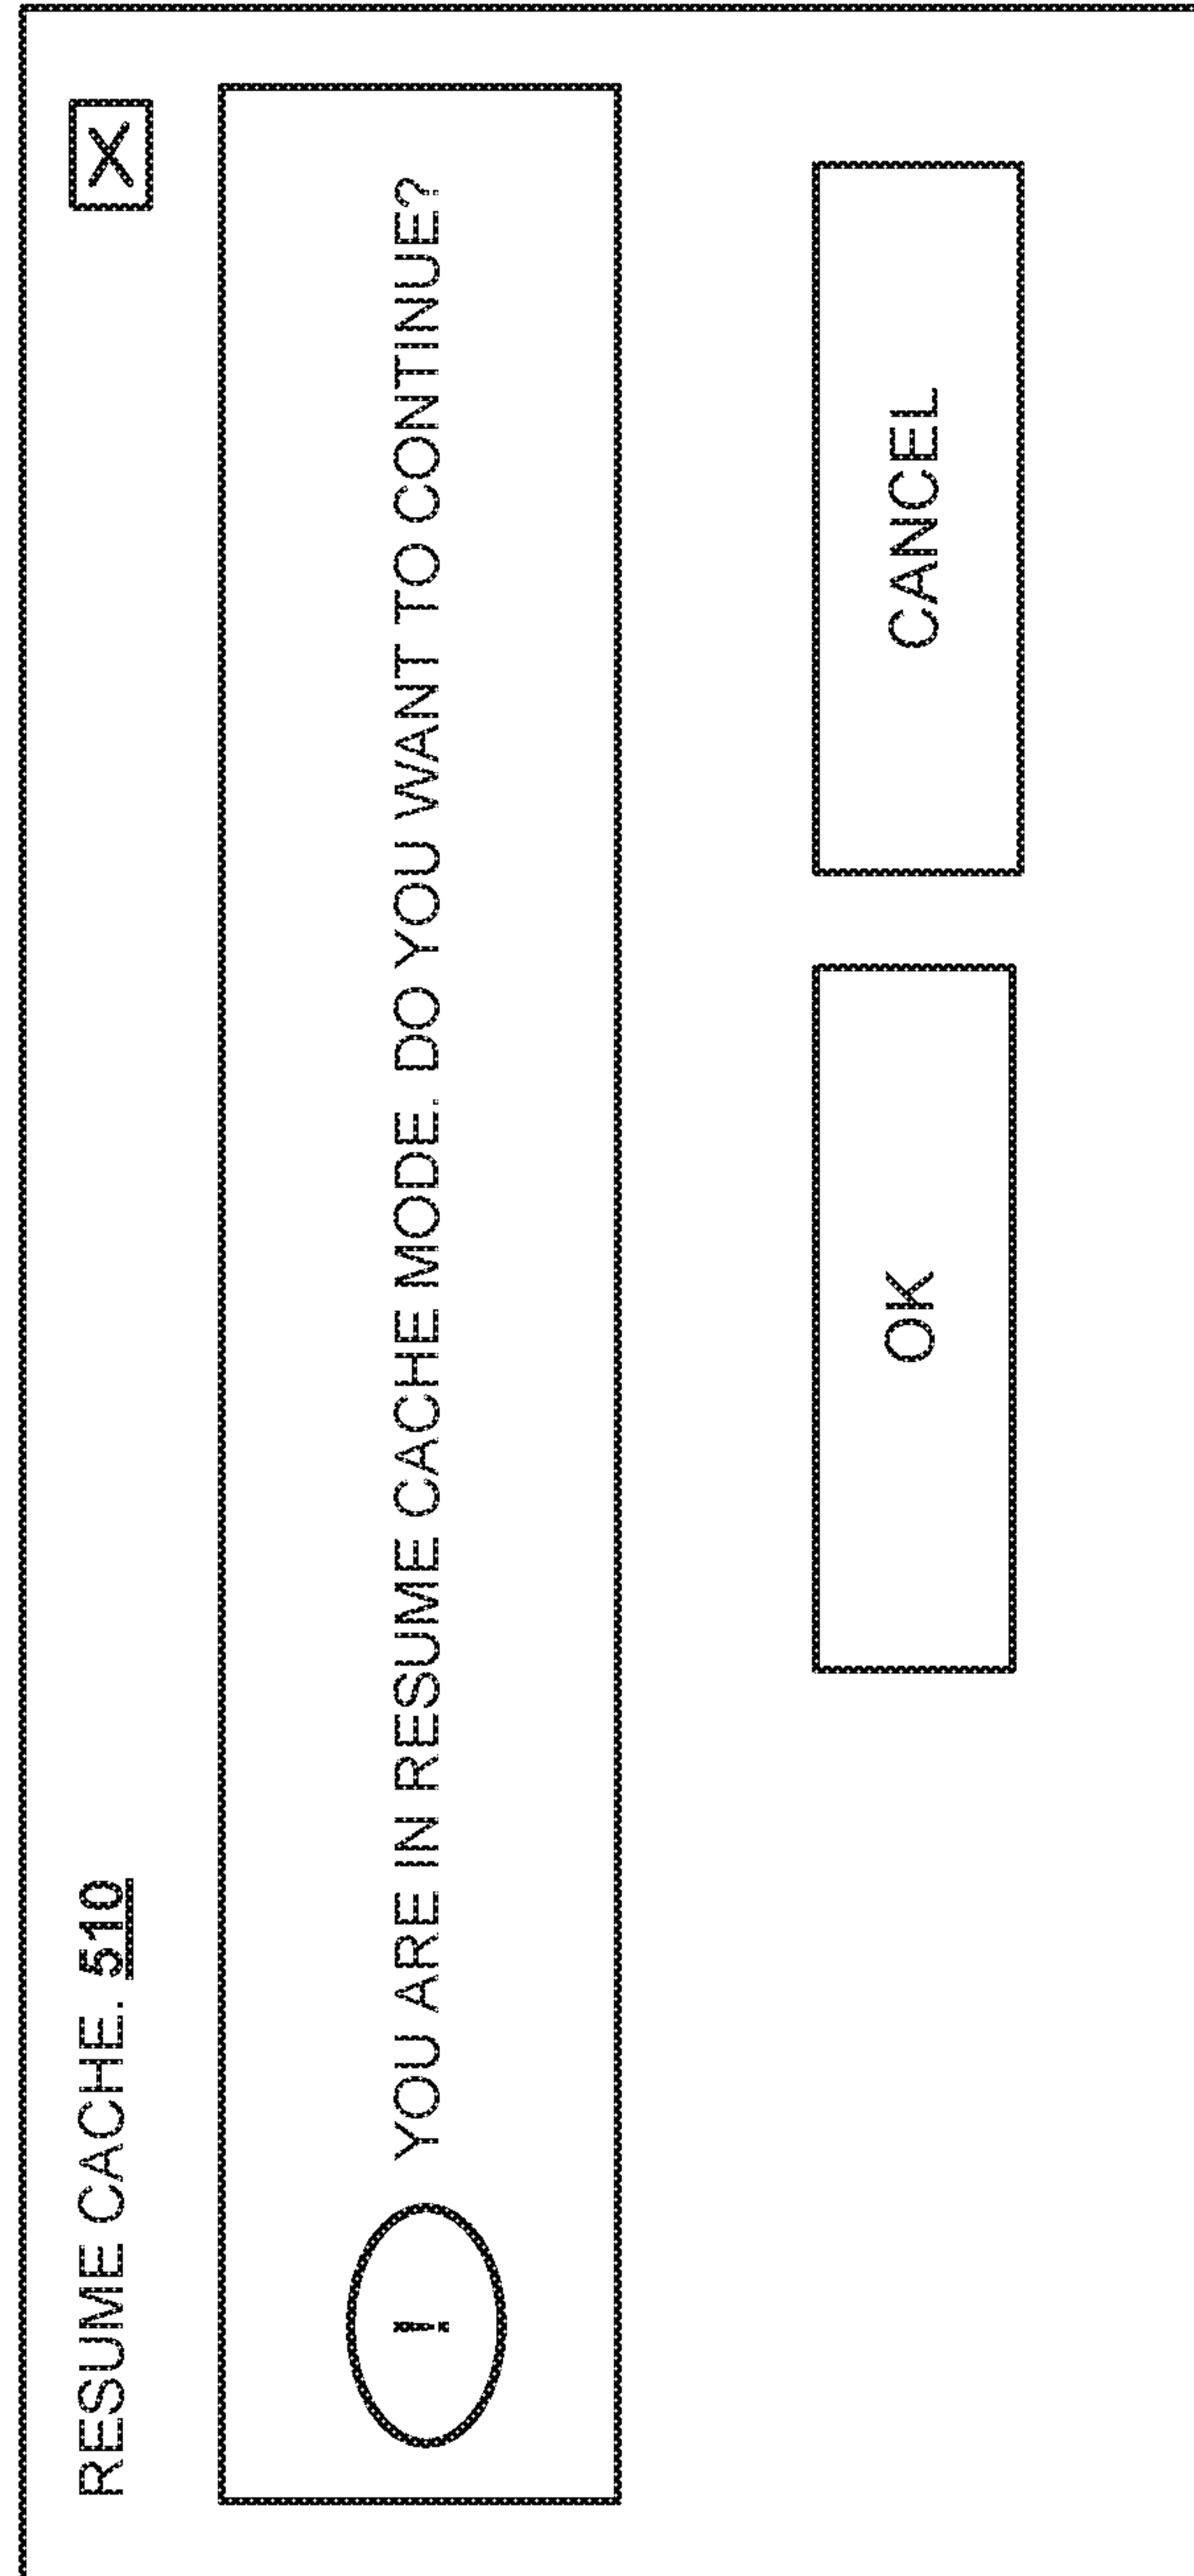 RESUME CACHE. 510
X
! YOU ARE IN RESUME CACHE MODE. DO YOU WANT TO CONTINUE?
OK
CANCEL